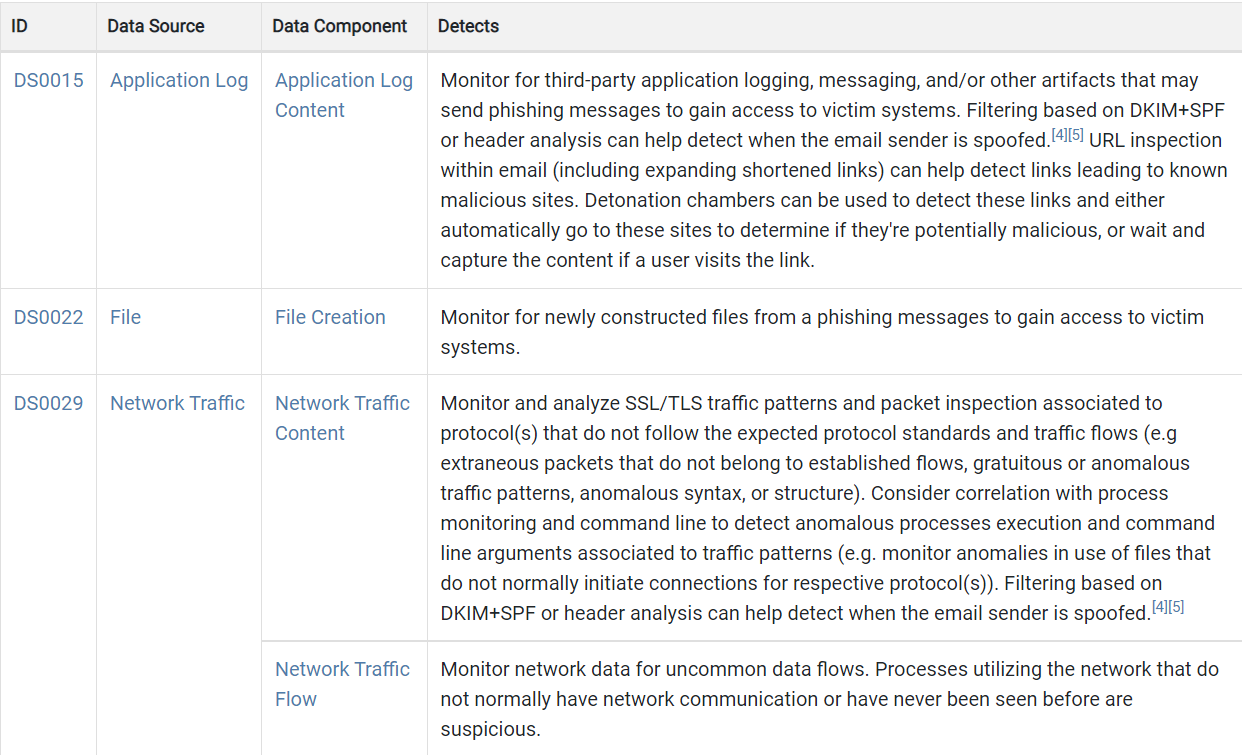 ID Data Source Data Component Detects
DS0015 Application Log Application Log Monitor for third-party application logging, messaging, and/or other artifacts that may
Content send phishing messages to gain access to victim systems. Filtering based on DKIM+SPF
or header analysis can help detect when the email sender is spoofed.[4][5] URL inspection
within email (including expanding shortened links) can help detect links leading to known
malicious sites. Detonation chambers can be used to detect these links and either
automatically go to these sites to determine if they're potentially malicious, or wait and
capture the content if a user visits the link.
DS0022 File File Creation Monitor for newly constructed files from a phishing messages to gain access to victim
systems.
DS0029 Network Traffic Network Traffic Monitor and analyze SSL/TLS traffic patterns and packet inspection associated to
Content protocol(s) that do not follow the expected protocol standards and traffic flows (e.g
extraneous packets that do not belong to established flows, gratuitous or anomalous
traffic patterns, anomalous syntax, or structure). Consider correlation with process
monitoring and command line to detect anomalous processes execution and command
line arguments associated to traffic patterns (e.g. monitor anomalies in use of files that
do not normally initiate connections for respective protocol(s)). Filtering based on
DKIM+SPF or header analysis can help detect when the email sender is spoofed.[4][5]
Network Traffic Monitor network data for uncommon data flows. Processes utilizing the network that do
Flow not normally have network communication or have never been seen before are
suspicious.